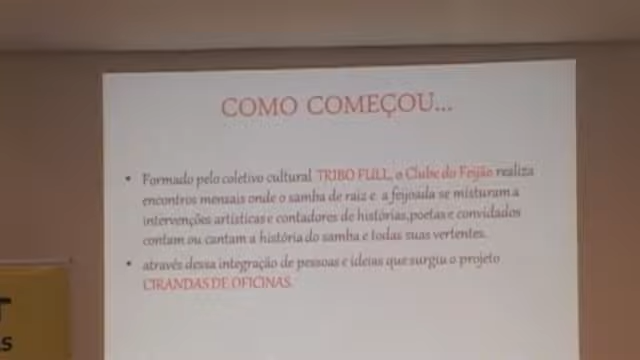 COMO COMEÇOU...
• Formado pelo coletivo cultural TRIBO FULL, o Clube do Feijão realiza
encontros mensais onde o samba de raiz e a feijoada se misturam a
intervenções artísticas e contadores de histórias,poetas e convidados
contam ou cantam a história do samba e todas suas vertentes.
• através dessa integração de pessoas e ideias que surgiu o projeto
CIRANDAS DE OFICINAS.
T
AS